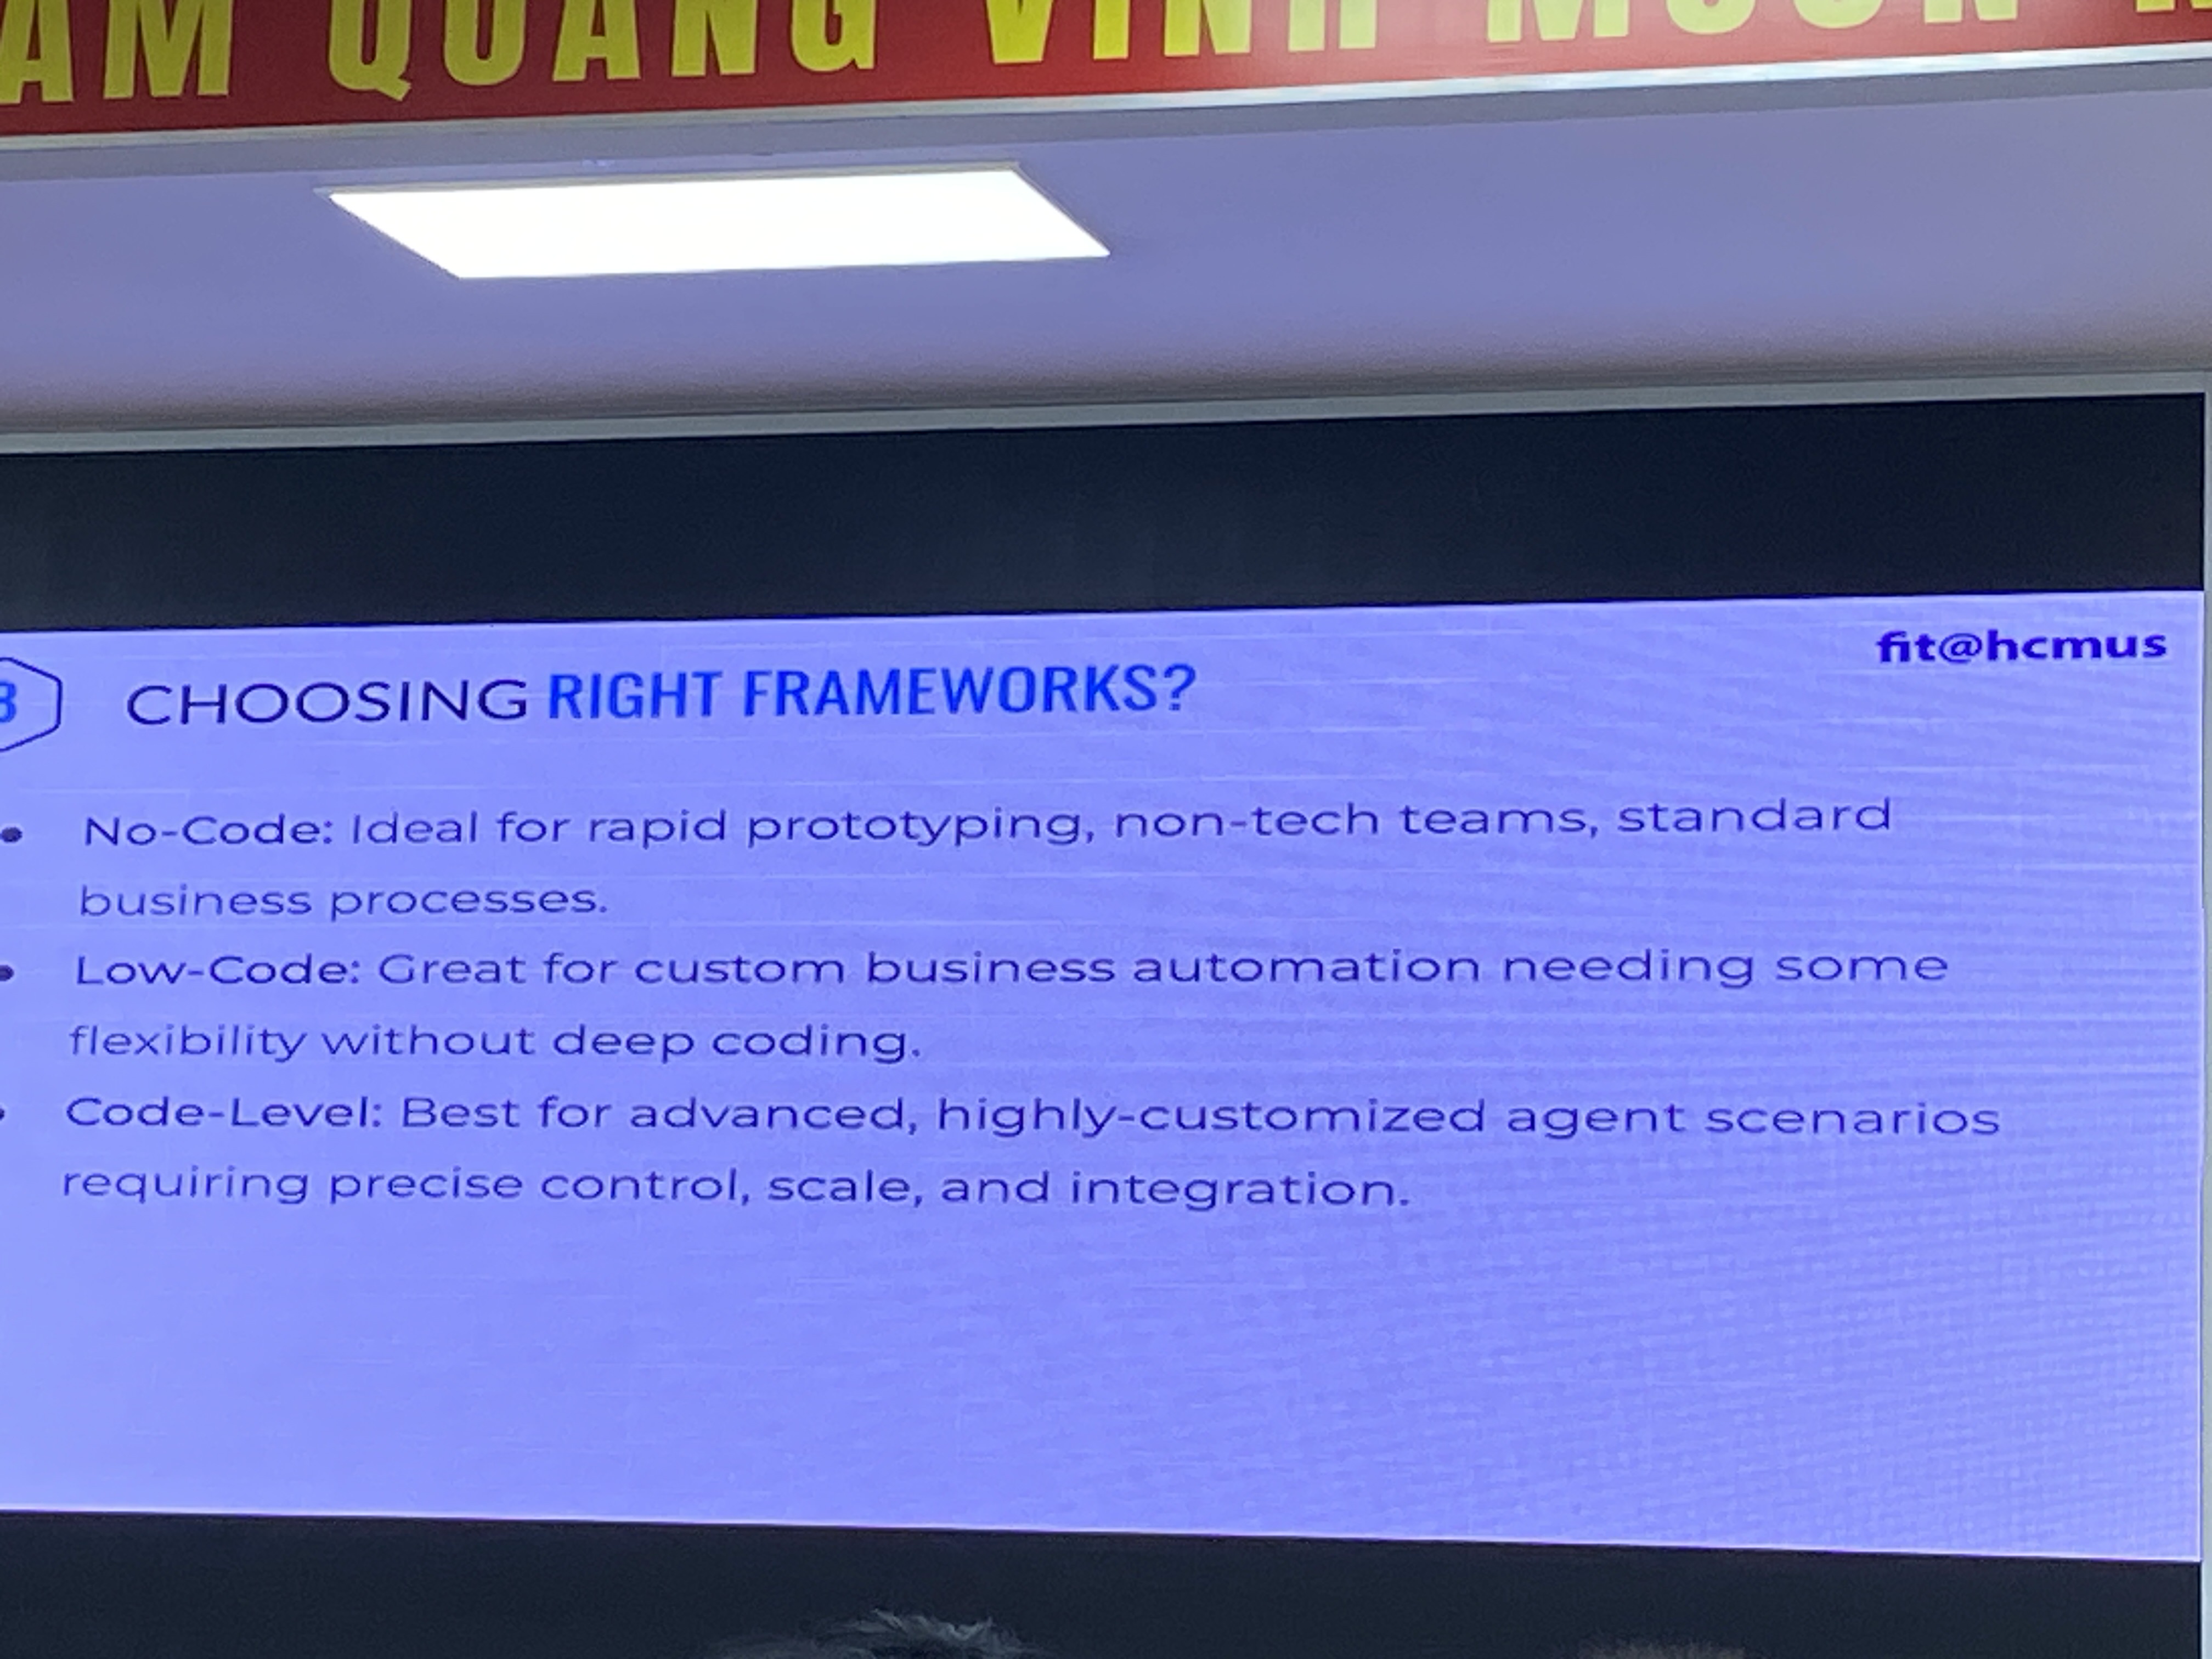 AM QUANG VINH MUÔN
fit@hcmus
3
CHOOSING RIGHT FRAMEWORKS?
• No-Code: Ideal for rapid prototyping, non-tech teams, standard
business processes.
• Low-Code: Great for custom business automation needing some
flexibility without deep coding.
• Code-Level: Best for advanced, highly-customized agent scenarios
requiring precise control, scale, and integration.